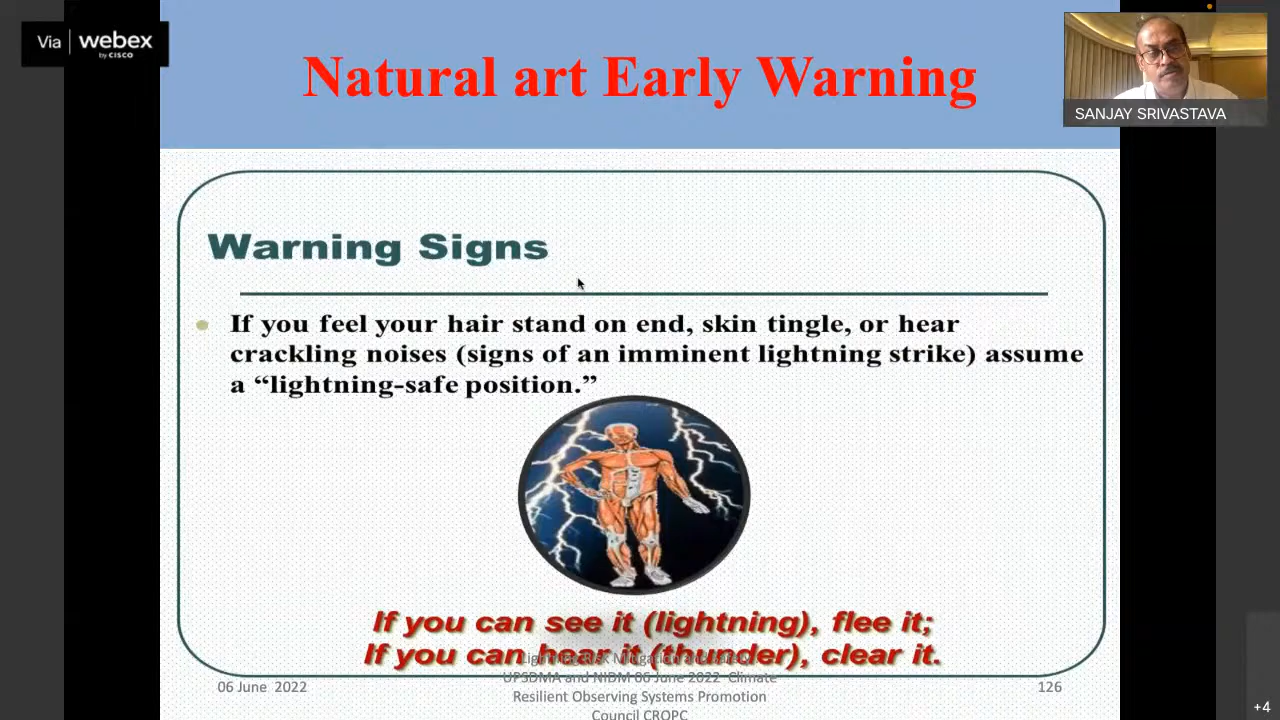 Via webex
by CISCO
Natural art Early Warning
SANJAY SRIVASTAVA
Warning Signs
If you feel your hair stand on end, skin tingle, or hear
crackling noises (signs of an imminent lightning strike) assume
a “lightning-safe position.”
If you can see it (lightning), flee it;
If you can hear it (thunder), clear it.
UPSDMA and NIDM 06 June 2022 Climate
06 June 2022
126
Resilient Observing Systems Promotion
Council CROPC
+4